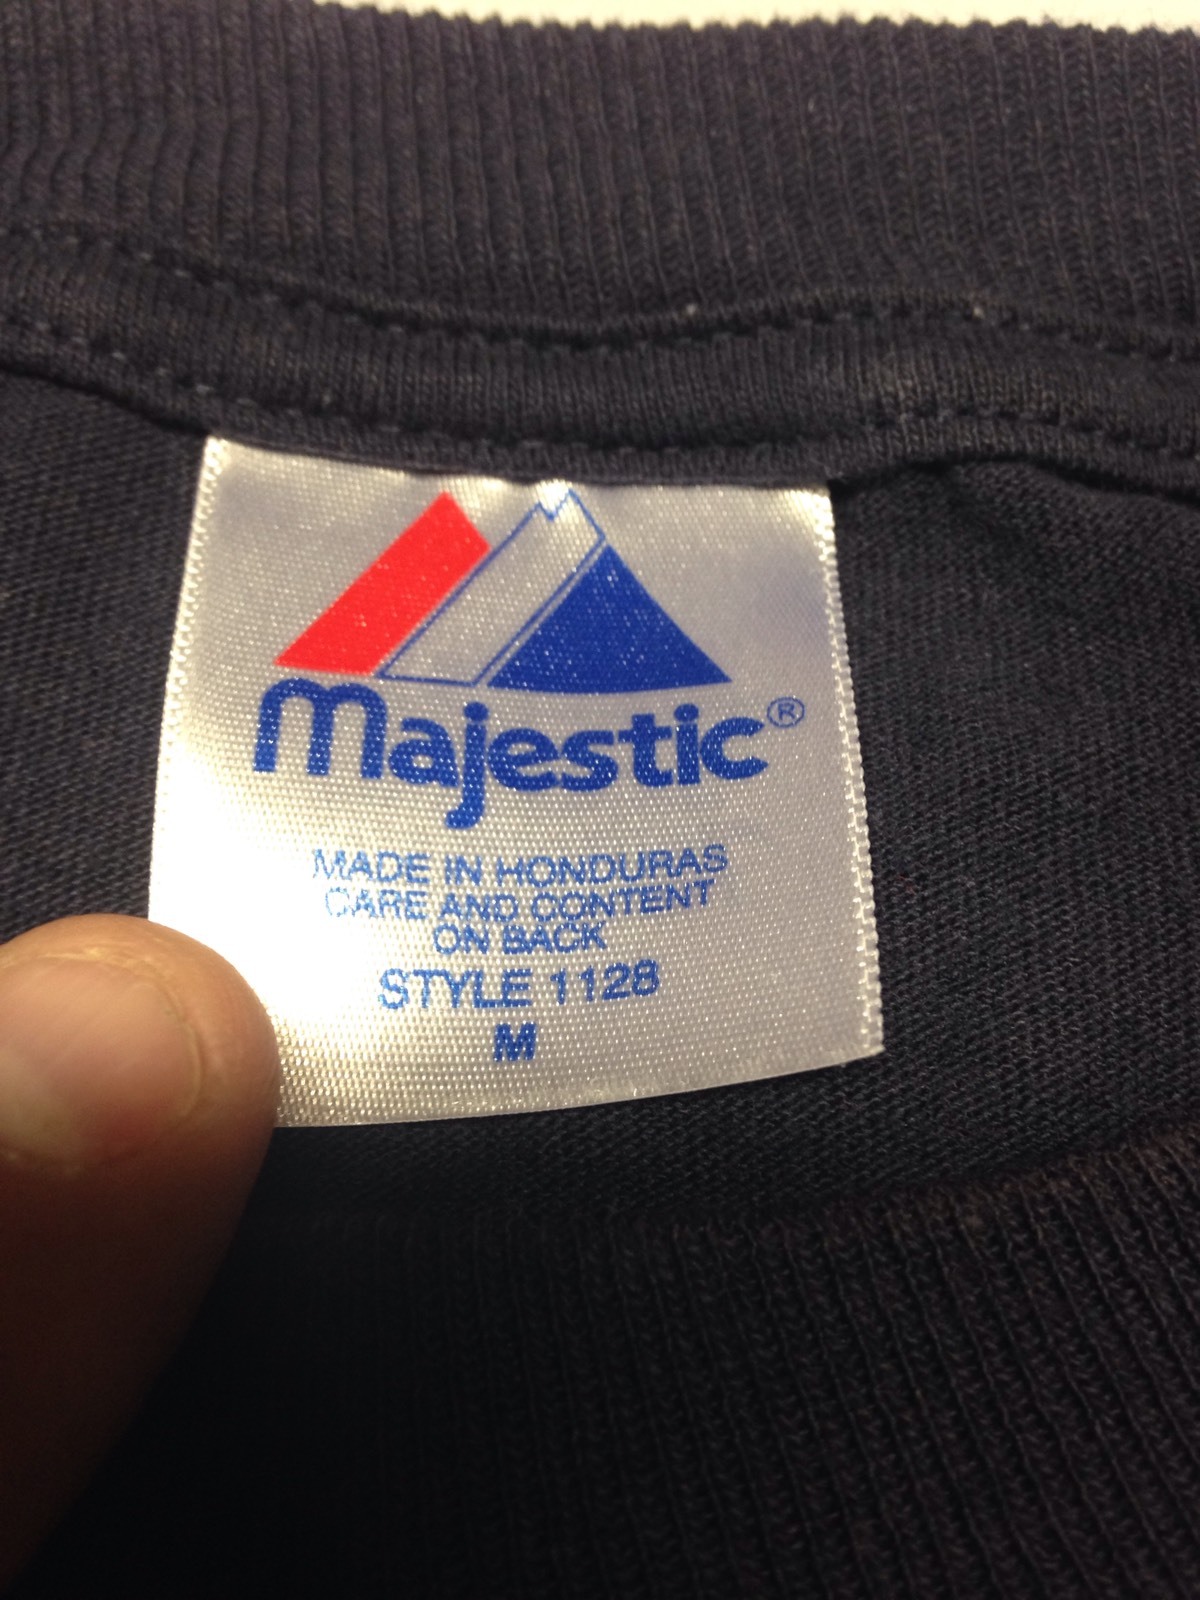 majestic®
MADE IN HONDURAS
CARE AND CONTENT
ON BACK
STYLE 1128
M